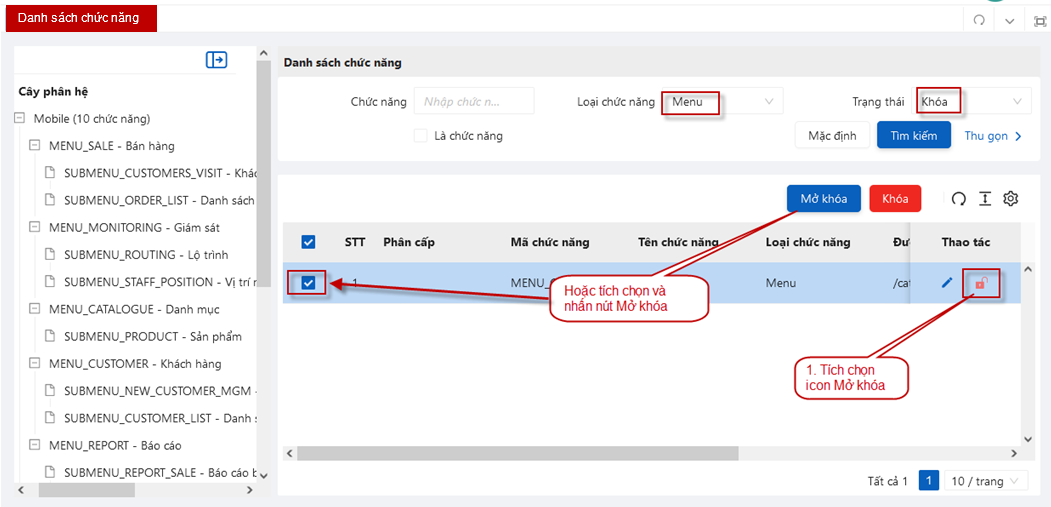 Danh sách chức năng
Cây phân hệ
Mobile (10 chức năng)
MENU_SALE - Bán hàng
SUBMENU_CUSTOMERS_VISIT - Khác
SUBMENU_ORDER_LIST - Danh sách
MENU_MONITORING - Giám sát
SUBMENU_ROUTING - Lộ trình
SUBMENU_STAFF_POSITION - Vị trí
MENU_CATALOGUE - Danh mục
SUBMENU_PRODUCT - Sản phẩm
MENU_CUSTOMER - Khách hàng
SUBMENU_NEW_CUSTOMER_MGM -
SUBMENU_CUSTOMER_LIST - Danh
MENU_REPORT - Báo cáo
SUBMENU_REPORT_SALE - Báo cáo
Danh sách chức năng
Chức năng Nhập chức n... Loại chức năng Menu Trạng thái Khóa
Là chức năng Mặc định Tìm kiếm Thu gọn
Mở khóa Khóa
STT Phân cấp Mã chức năng Tên chức năng Loại chức năng Đư Thao tác
1 MENU_ Menu /cat
Hoặc tích chọn và
nhấn nút Mở khóa
1. Tích chọn
icon Mở khóa
Tất cả 1 1 10 / trang